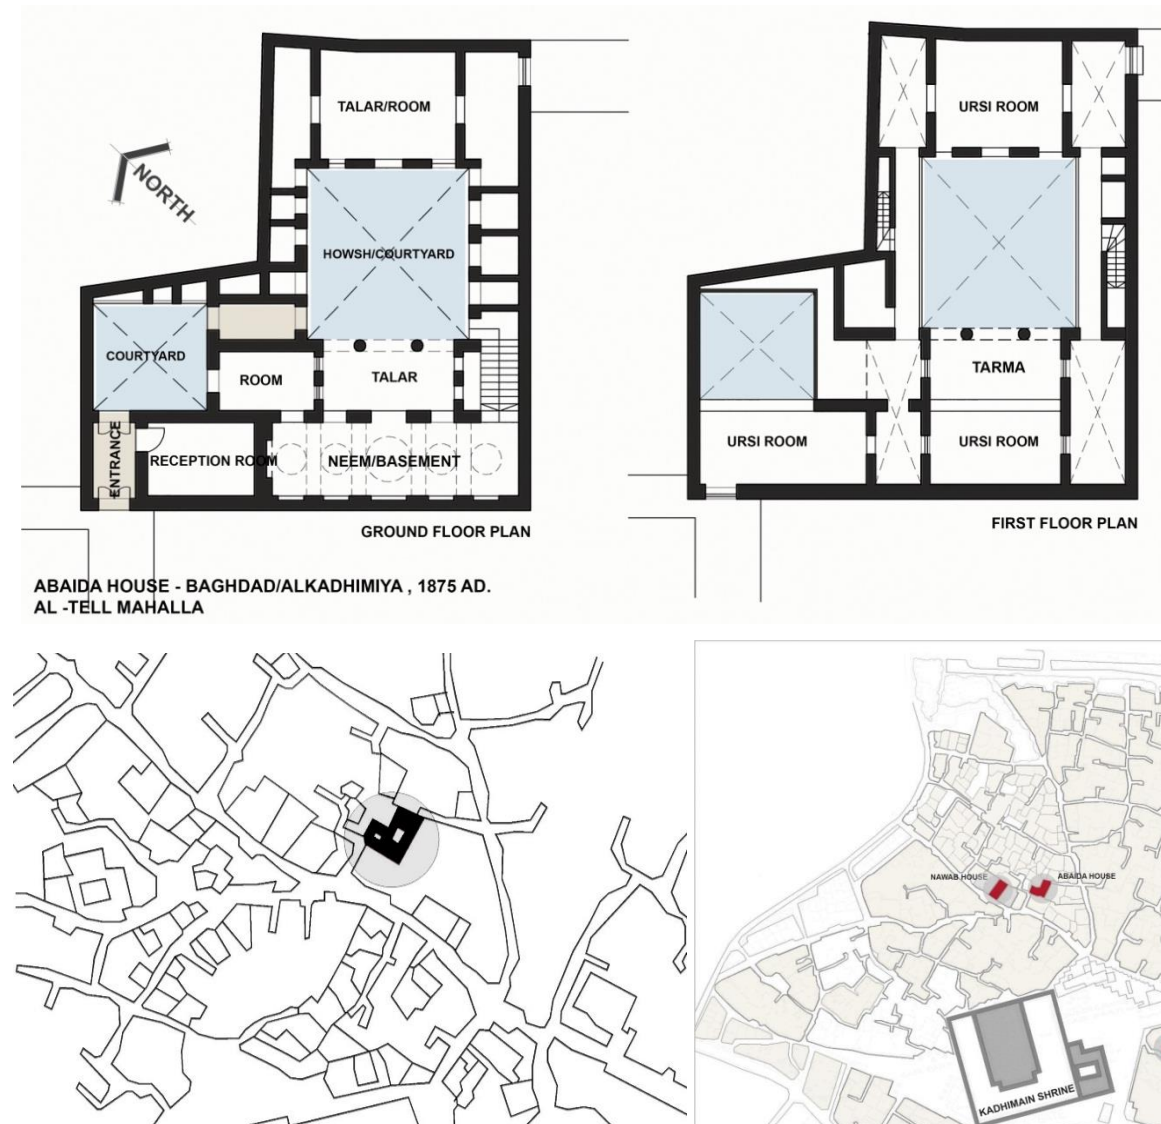 TALAR/ROOM
NORTH
HOWSH/COURTYARD
COURTYARD
ROOM
TALAR
ENTRANCE
RECEPTION ROOM
NEEM/BASEMENT
GROUND FLOOR PLAN
URSI ROOM
TARMA
URSI ROOM
URSI ROOM
FIRST FLOOR PLAN
ABAIDA HOUSE - BAGHDAD/ALKADHIMIYA , 1875 AD.
AL -TELL MAHALLA
NAWAB HOUSE
ABAIDA HOUSE
KADHIMAIN SHRINE